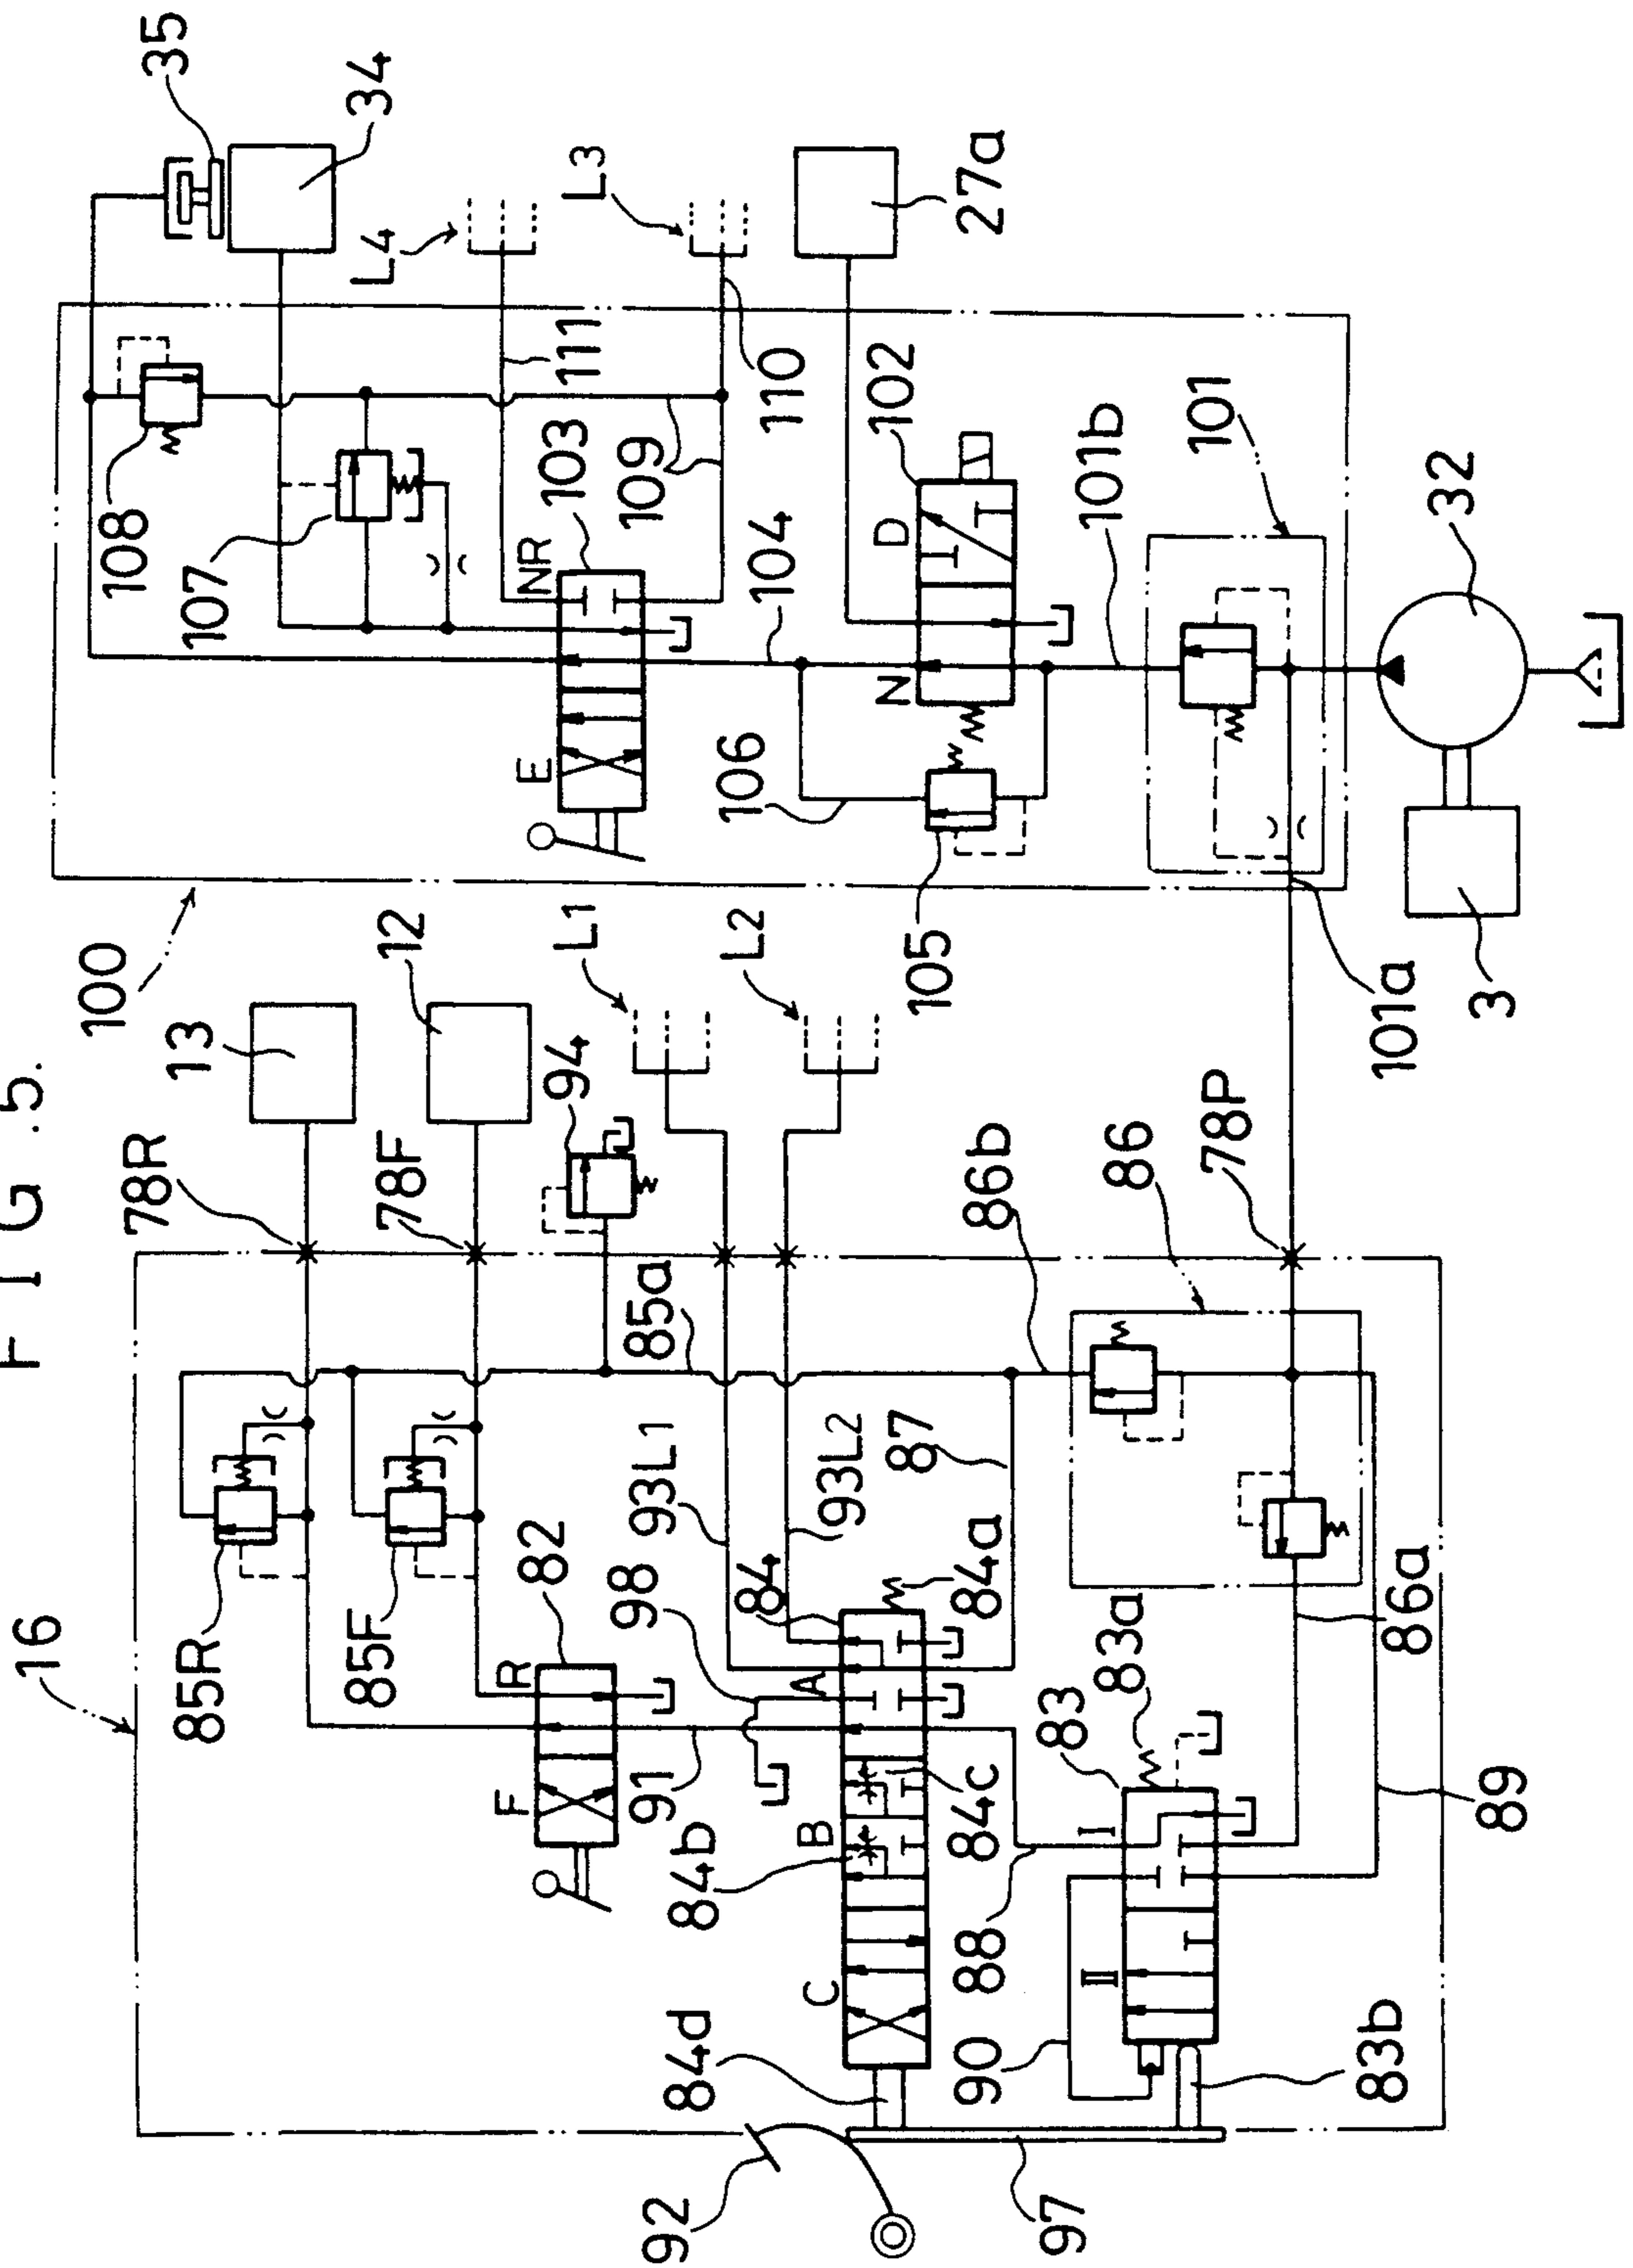 FIG.5.
16
78R
13
100
108
35
85R
78F
12
107
34
85F
94
L4
R
82
L1
NR
111
L3
F
98
93L1
85a
E
103
109
91
84
93L2
L2
106
104
110
27a
84b
B
A
84a
87
86b
105
N
D
102
84d
C
84c
88
83
83a
86
78P
101b
101
90
II
I
86a
101a
32
92
97
83b
89
3